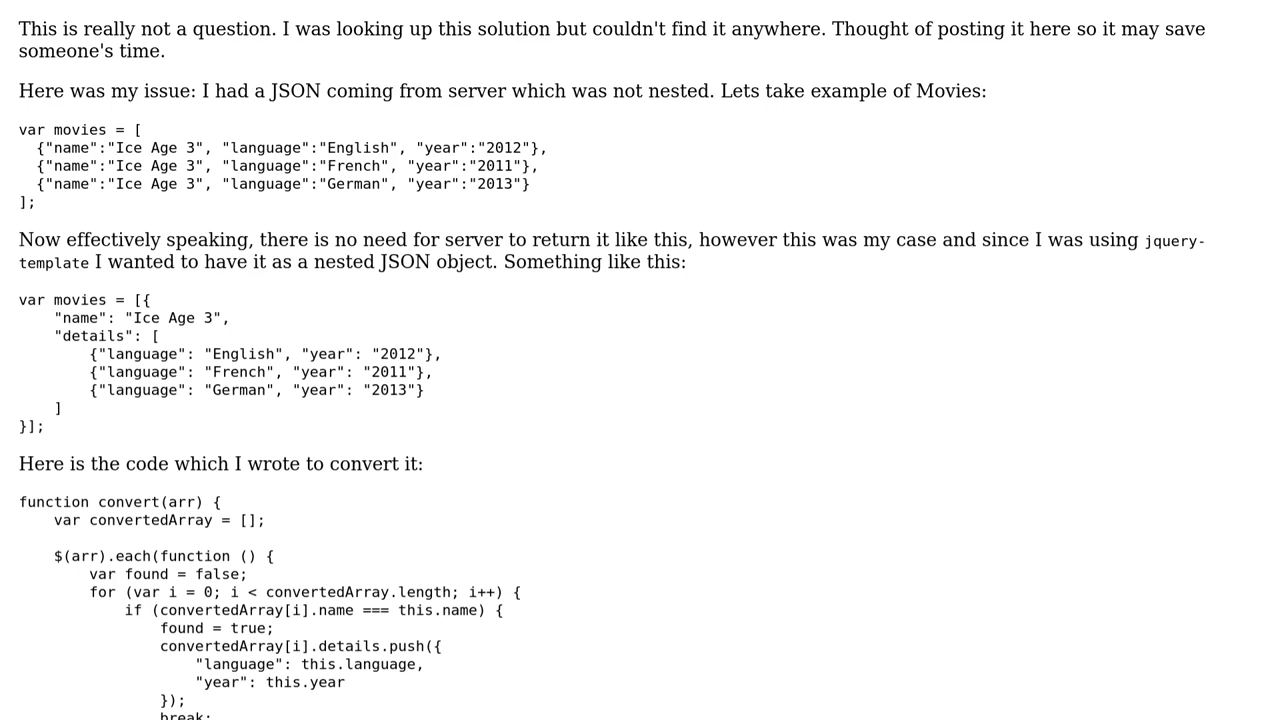 This is really not a question. I was looking up this solution but couldn't find it anywhere. Thought of posting it here so it may save
someone's time.
Here was my issue: I had a JSON coming from server which was not nested. Lets take example of Movies:
var movies = [
  {"name":"Ice Age 3", "language":"English", "year":"2012"},
  {"name":"Ice Age 3", "language":"French", "year":"2011"},
  {"name":"Ice Age 3", "language":"German", "year":"2013"}
];
Now effectively speaking, there is no need for server to return it like this, however this was my case and since I was using jquery-
template I wanted to have it as a nested JSON object. Something like this:
var movies = [{
    "name": "Ice Age 3",
    "details": [
        {"language": "English", "year": "2012"},
        {"language": "French", "year": "2011"},
        {"language": "German", "year": "2013"}
    ]
}];
Here is the code which I wrote to convert it:
function convert(arr) {
    var convertedArray = [];
    $(arr).each(function () {
        var found = false;
        for (var i = 0; i < convertedArray.length; i++) {
            if (convertedArray[i].name === this.name) {
                found = true;
                convertedArray[i].details.push({
                    "language": this.language,
                    "year": this.year
                });
                break;